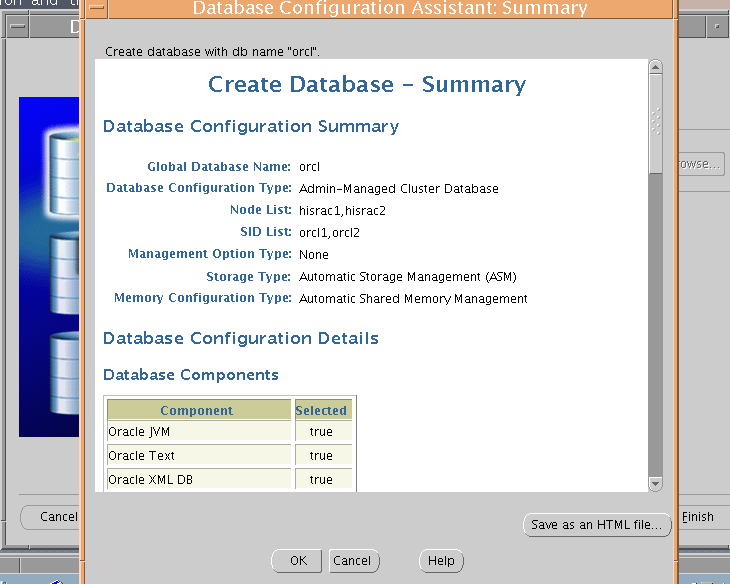 Database Configuration Assistant: Summary
Create database with db name "orcl".
Create Database – Summary
Database Configuration Summary
Global Database Name: orcl
Database Configuration Type: Admin-Managed Cluster Database
Node List: hisrac1,hisrac2
SID List: orcl1,orcl2
Management Option Type: None
Storage Type: Automatic Storage Management (ASM)
Memory Configuration Type: Automatic Shared Memory Management
Database Configuration Details
Database Components
Component Selected
Oracle JVM true
Oracle Text true
Oracle XML DB true
Cancel
Save as an HTML file...
Finish
OK Cancel Help